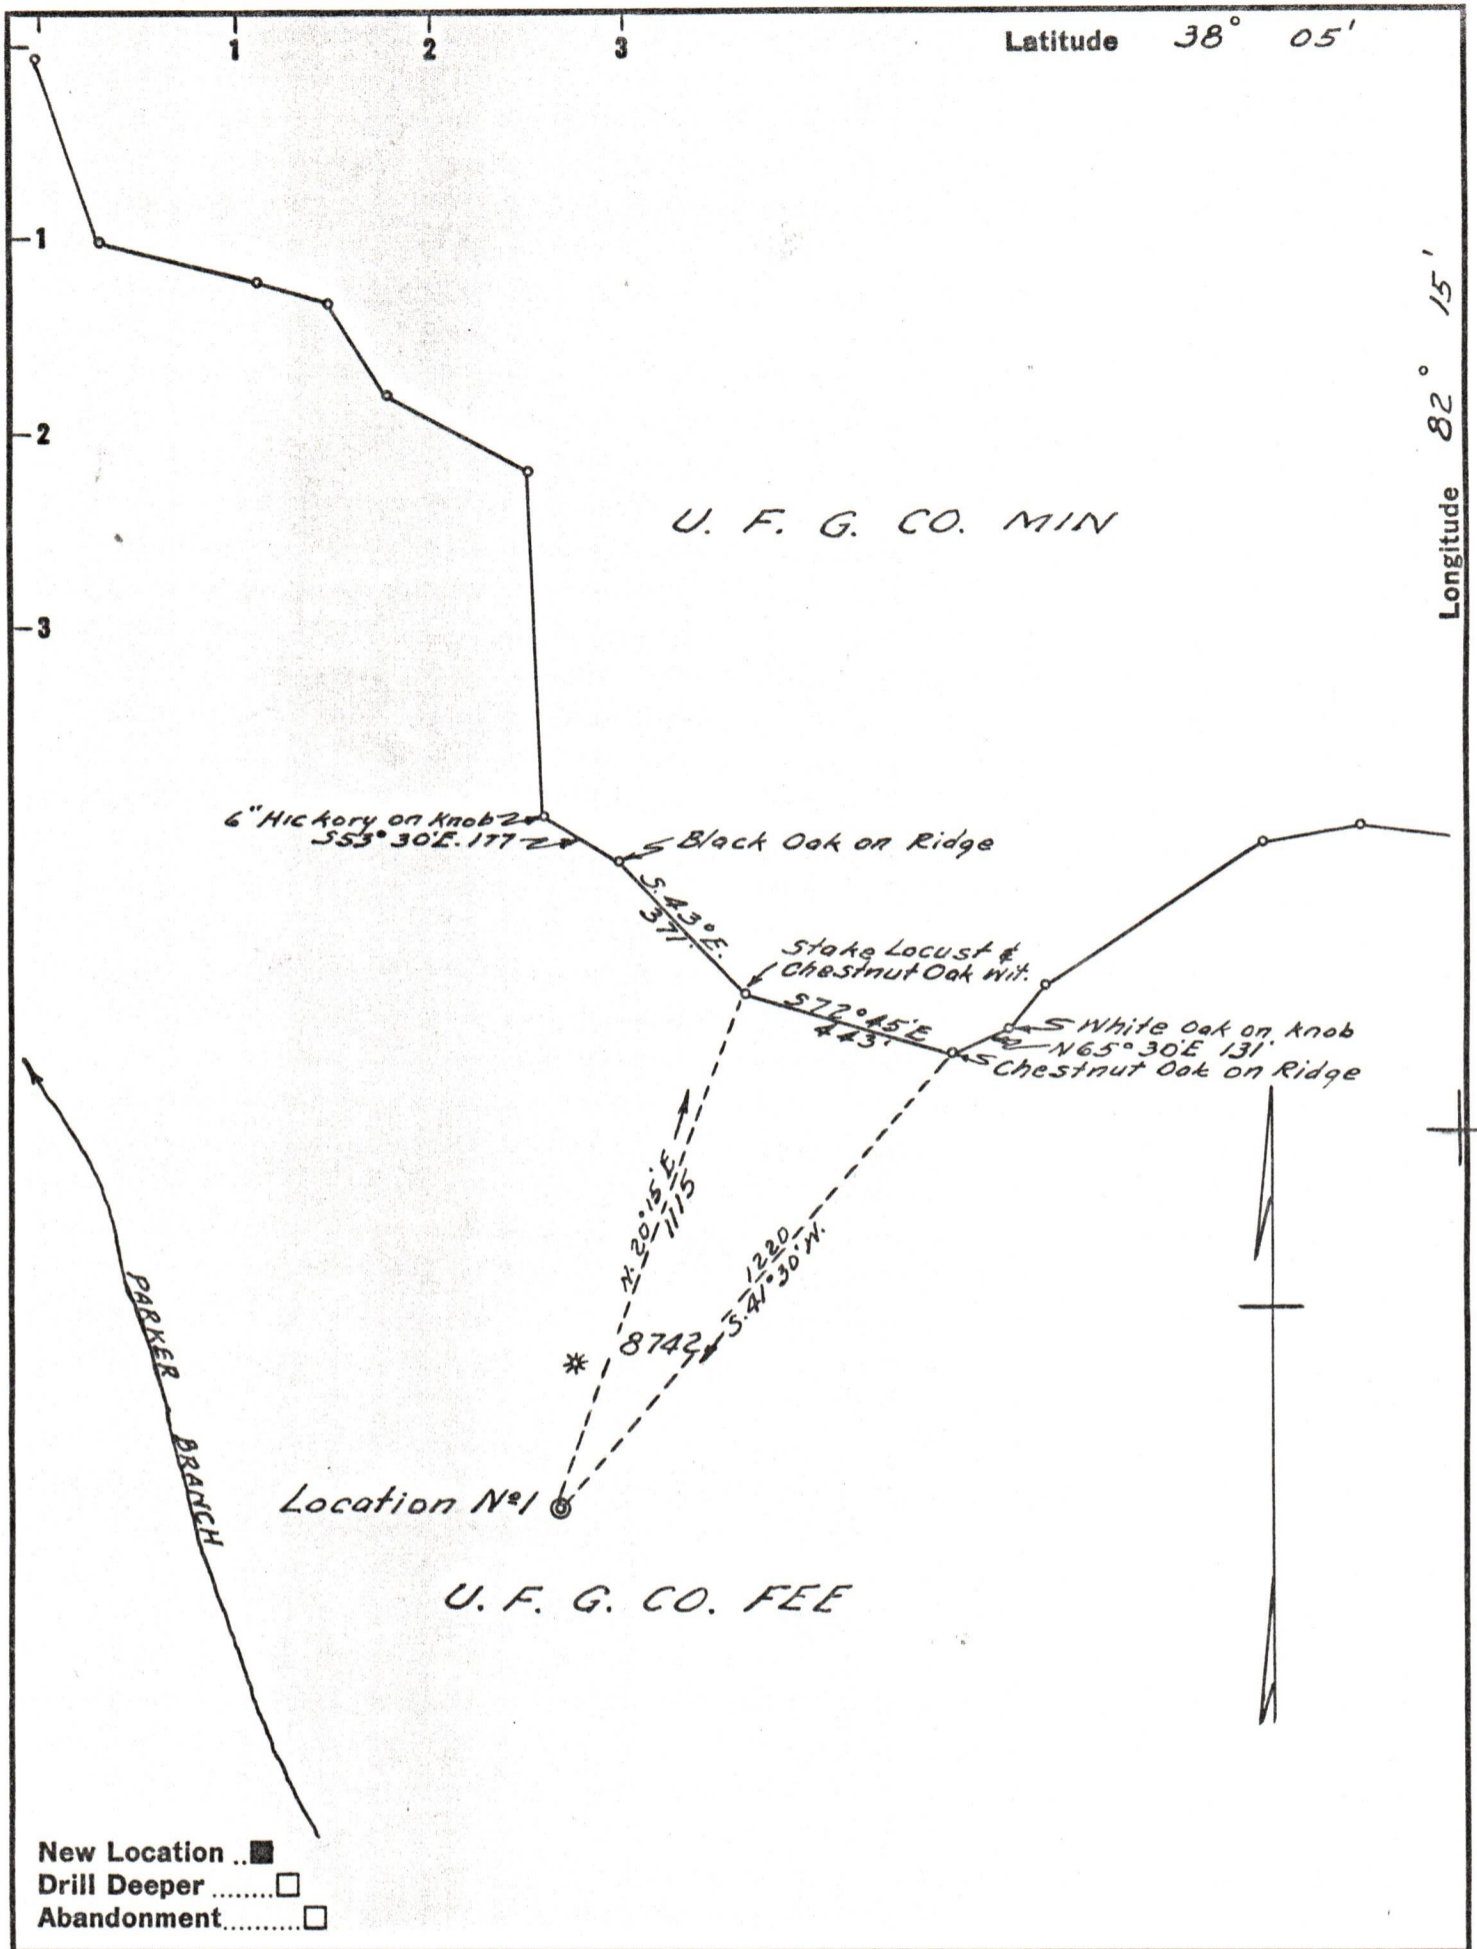 1 2 3 Latitude 38° 05'
1
2
3
Longitude 82° 15'
U. F. G. CO. MIN
6" Hickory on Knob
S53° 30'E. 177
Black Oak on Ridge
S. 43° E.
371.
Stake Locust &
Chestnut Oak Wit.
S72° 45' E
443'
White Oak on Knob
N65° 30'E 131.
Chestnut Oak on Ridge
N. 20° 15' E
1115
1220
S. 41° 30' W.
8742
PARKER BRANCH
Location No 1
U. F. G. CO. FEE
New Location ..■
Drill Deeper ........□
Abandonment..........□